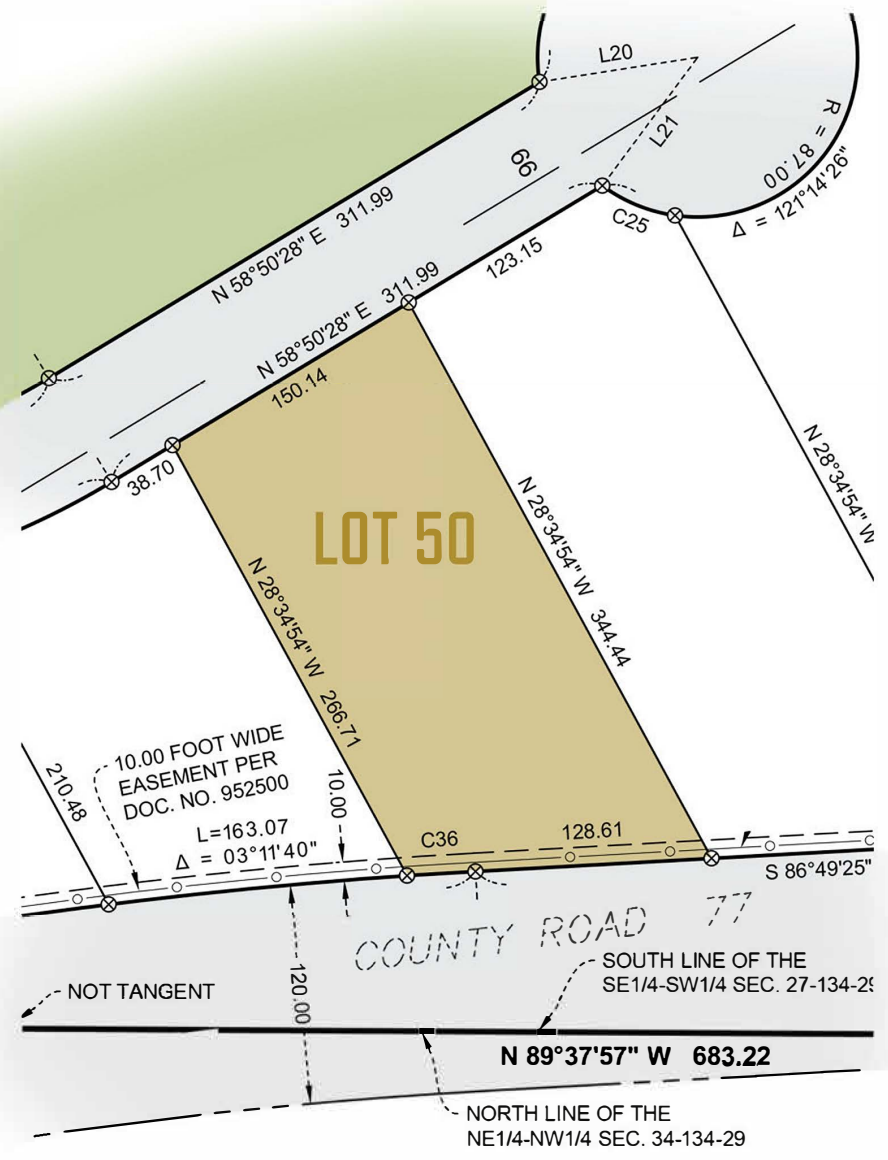 L20
L21
66
R = 87.00
Δ = 121°14'26"
C25
N 58°50'28" E 311.99
123.15
N 58°50'28" E 311.99
150.14
38.70
LOT 50
N 28°34'54" W
N 28°34'54" W 344.44
N 28°34'54" W 266.71
210.48
10.00 FOOT WIDE
EASEMENT PER
DOC. NO. 952500
10.00
L=163.07
Δ = 03°11'40"
C36
128.61
S 86°49'25"
COUNTY ROAD 77
120.00
NOT TANGENT
SOUTH LINE OF THE
SE1/4-SW1/4 SEC. 27-134-29
N 89°37'57" W 683.22
NORTH LINE OF THE
NE1/4-NW1/4 SEC. 34-134-29